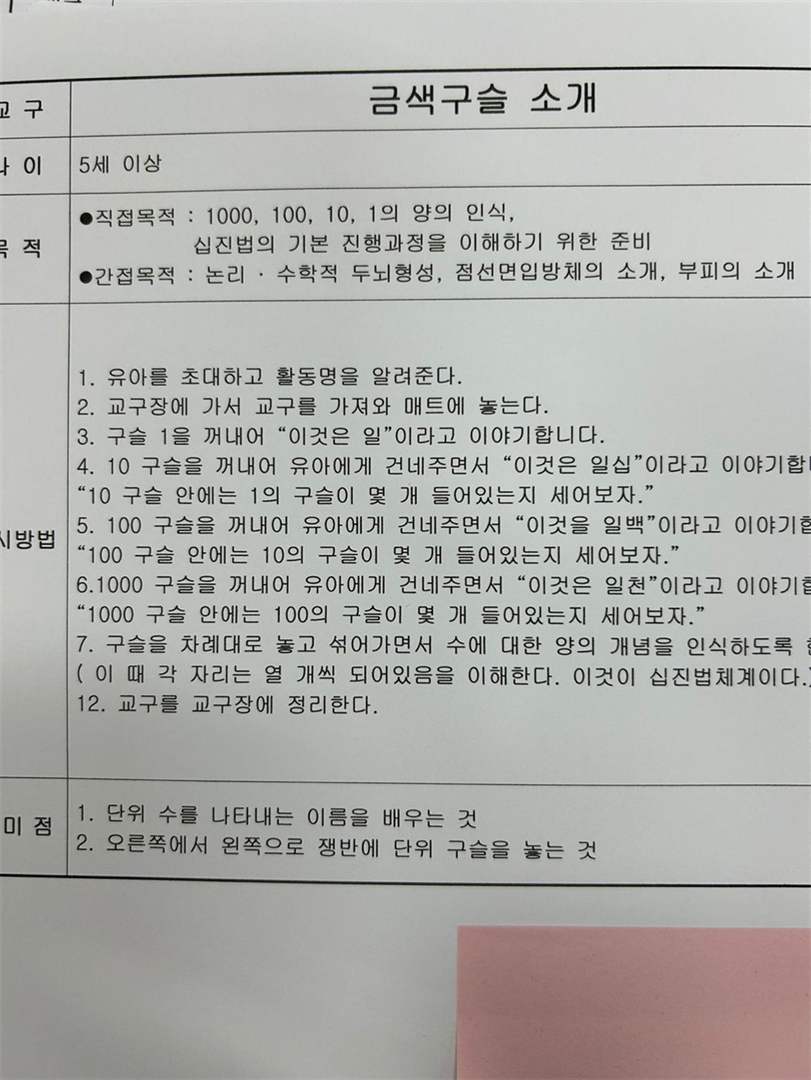 교 구
금색구슬 소개
나 이
5세 이상
목 적
●직접목적 : 1000, 100, 10, 1의 양의 인식,
십진법의 기본 진행과정을 이해하기 위한 준비
●간접목적 : 논리 · 수학적 두뇌형성, 점선면입방체의 소개, 부피의 소개
시방법
1. 유아를 초대하고 활동명을 알려준다.
2. 교구장에 가서 교구를 가져와 매트에 놓는다.
3. 구슬 1을 꺼내어 “이것은 일”이라고 이야기합니다.
4. 10 구슬을 꺼내어 유아에게 건네주면서 “이것은 일십”이라고 이야기합
“10 구슬 안에는 1의 구슬이 몇 개 들어있는지 세어보자.”
5. 100 구슬을 꺼내어 유아에게 건네주면서 “이것을 일백”이라고 이야기합
“100 구슬 안에는 10의 구슬이 몇 개 들어있는지 세어보자.”
6.1000 구슬을 꺼내어 유아에게 건네주면서 “이것은 일천”이라고 이야기합
“1000 구슬 안에는 100의 구슬이 몇 개 들어있는지 세어보자.”
7. 구슬을 차례대로 놓고 섞어가면서 수에 대한 양의 개념을 인식하도록
( 이 때 각 자리는 열 개씩 되어있음을 이해한다. 이것이 십진법체계이다.)
12. 교구를 교구장에 정리한다.
미 점
1. 단위 수를 나타내는 이름을 배우는 것
2. 오른쪽에서 왼쪽으로 쟁반에 단위 구슬을 놓는 것